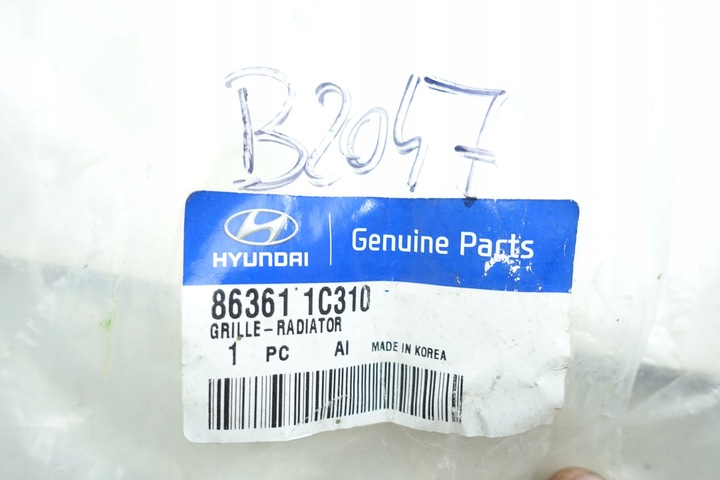 B2047
HYUNDAI
Genuine Parts
86361 1C310
GRILLE-RADIATOR
1 PC AI MADE IN KOREA